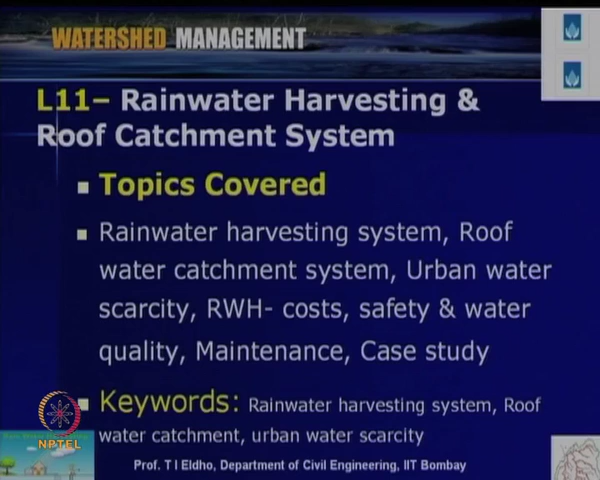 WATERSHED MANAGEMENT
L11– Rainwater Harvesting &
Roof Catchment System
Topics Covered
Rainwater harvesting system, Roof
water catchment system, Urban water
scarcity, RWH- costs, safety & water
quality, Maintenance, Case study
Keywords: Rainwater harvesting system, Roof
water catchment, urban water scarcity
NPTEL
Prof. T I Eldho, Department of Civil Engineering, IIT Bombay